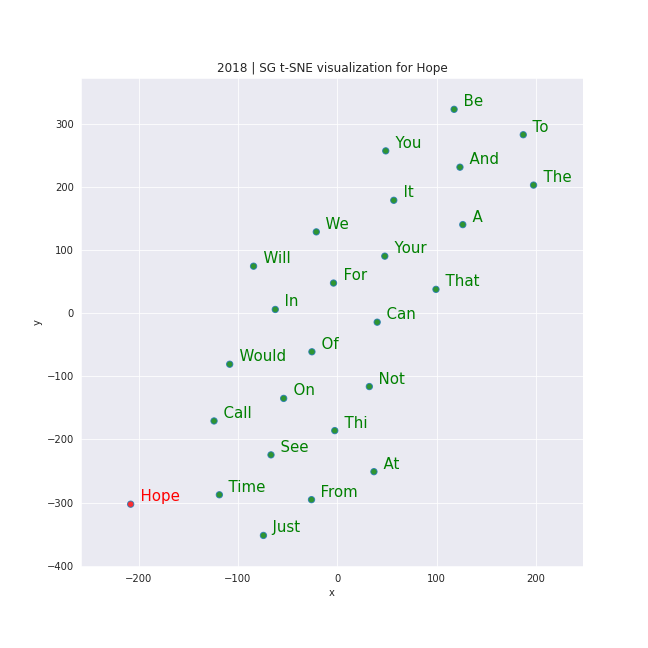 2018 | SG t-SNE visualization for Hope
Be
To
You
And
The
It
A
We
Your
Will
For
That
In
Can
Of
Would
Not
On
Call
Thi
See
At
Time
From
Hope
Just
300
200
100
0
−100
−200
−300
−400
y
−200
−100
0
100
200
x